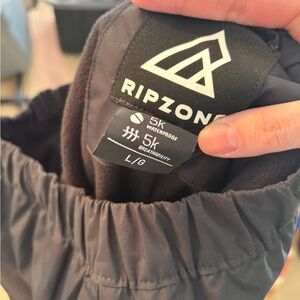 RIPZONE
5K
WATERPROOF
5k
BREATHABILITY
L/G